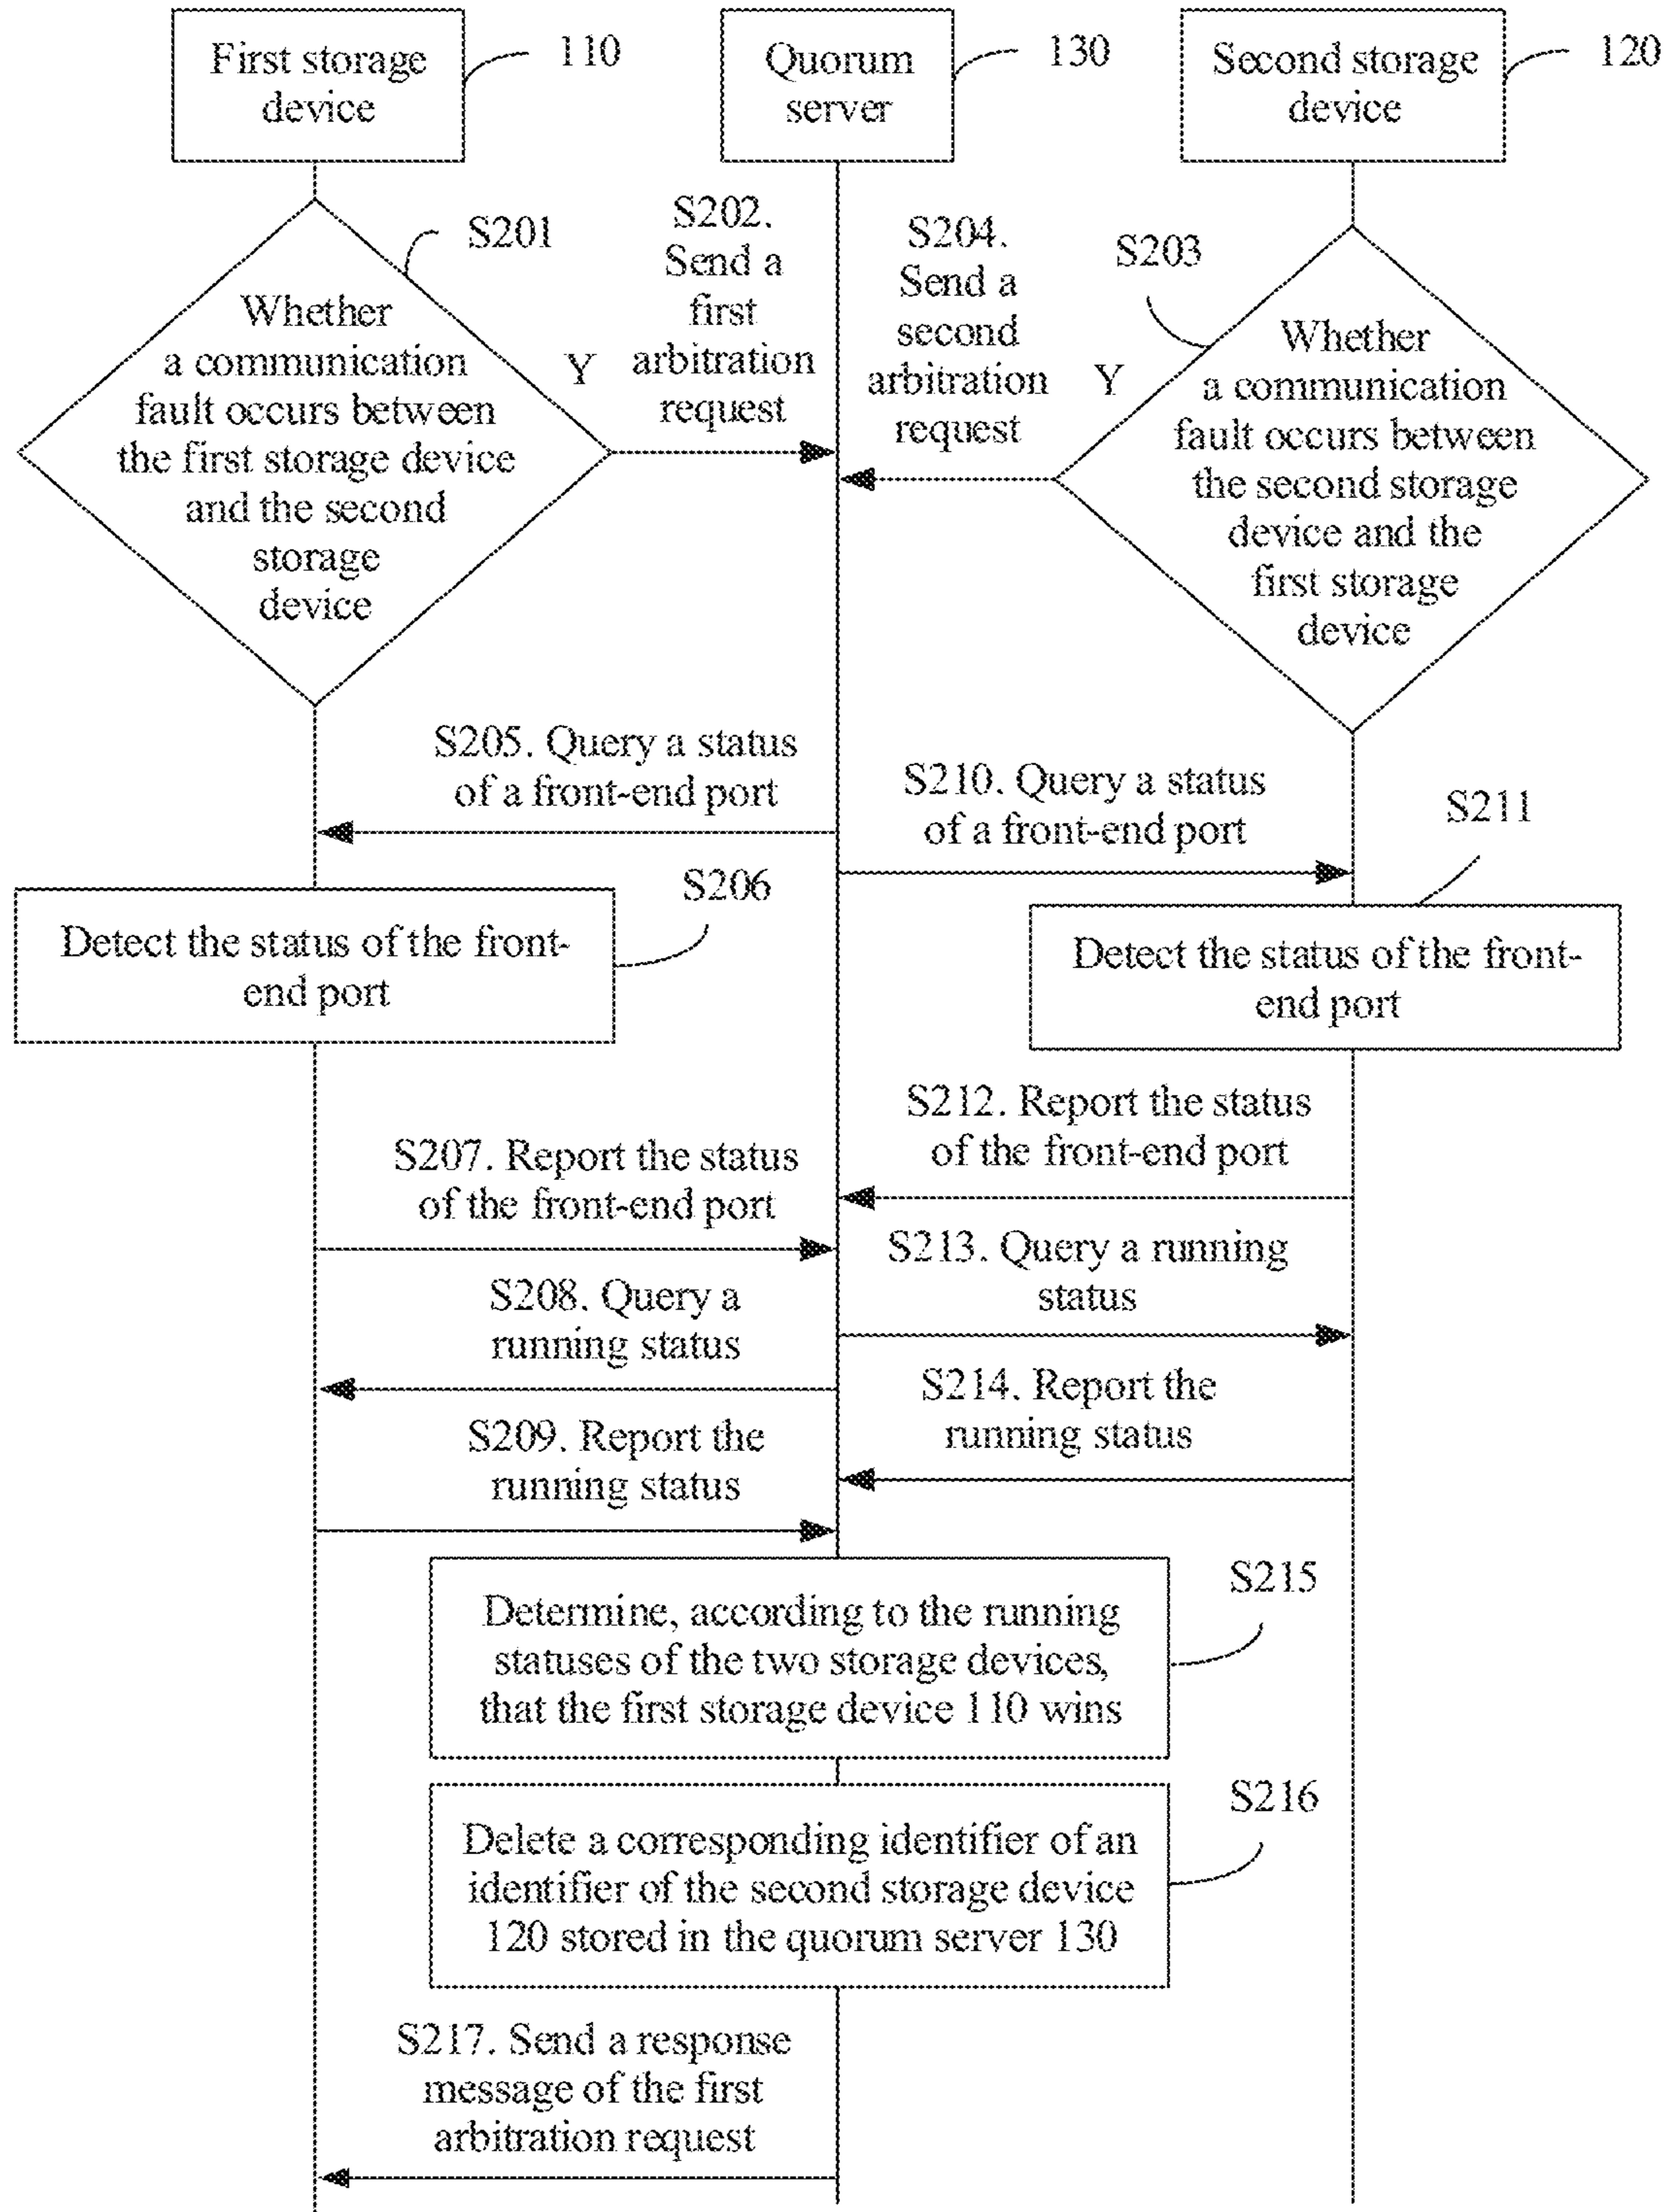 First storage
device
110
Quorum
server
130
Second storage
device
120
S201
Whether
a communication
fault occurs between
the first storage device
and the second
storage
device
Y
S202.
Send a
first
arbitration
request
S204.
Send a
second
arbitration
request
Y
S203
Whether
a communication
fault occurs between
the second storage
device and the
first storage
device
S205. Query a status
of a front-end port
S210. Query a status
of a front-end port
S211
S206
Detect the status of the front-
end port
Detect the status of the front-
end port
S212. Report the status
of the front-end port
S207. Report the status
of the front-end port
S213. Query a running
status
S208. Query a
running status
S214. Report the
running status
S209. Report the
running status
S215
Determine, according to the running
statuses of the two storage devices,
that the first storage device 110 wins
S216
Delete a corresponding identifier of an
identifier of the second storage device
120 stored in the quorum server 130
S217. Send a response
message of the first
arbitration request